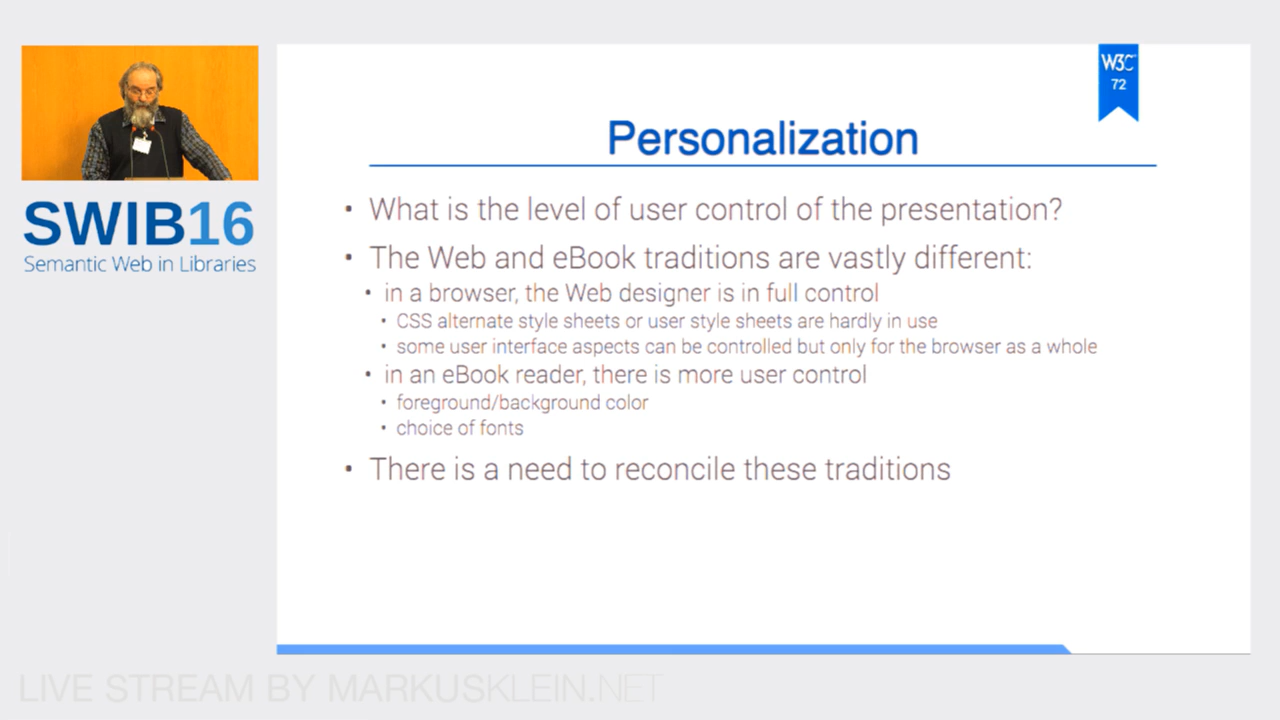 W3C
72
Personalization
• What is the level of user control of the presentation?
• The Web and eBook traditions are vastly different:
• in a browser, the Web designer is in full control
• CSS alternate style sheets or user style sheets are hardly in use
• some user interface aspects can be controlled but only for the browser as a whole
• in an eBook reader, there is more user control
• foreground/background color
• choice of fonts
• There is a need to reconcile these traditions
SWIB16
Semantic Web in Libraries
LIVE STREAM BY MARKUSKLEIN.NET